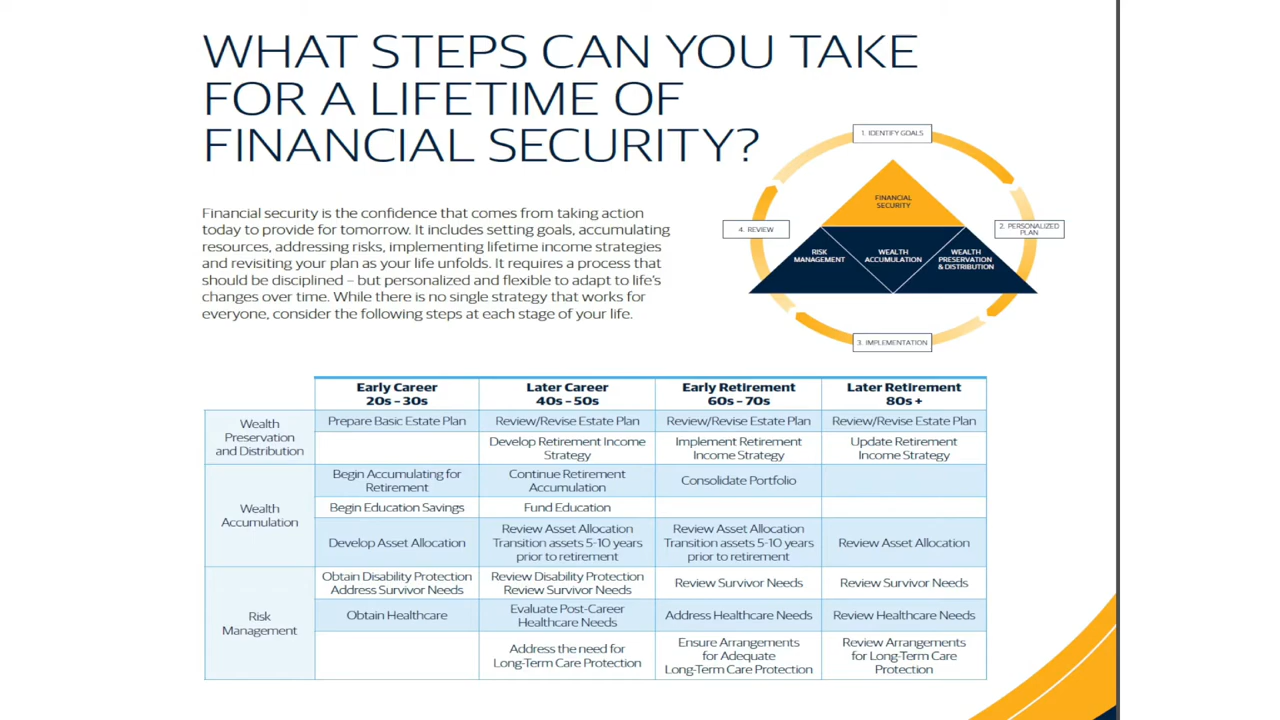 WHAT STEPS CAN YOU TAKE
FOR A LIFETIME OF
FINANCIAL SECURITY?
Financial security is the confidence that comes from taking action
today to provide for tomorrow. It includes setting goals, accumulating
resources, addressing risks, implementing lifetime income strategies
and revisiting your plan as your life unfolds. It requires a process that
should be disciplined – but personalized and flexible to adapt to life's
changes over time. While there is no single strategy that works for
everyone, consider the following steps at each stage of your life.
1. IDENTIFY GOALS
FINANCIAL
SECURITY
4. REVIEW
2. PERSONALIZED
PLAN
RISK
MANAGEMENT
WEALTH
ACCUMULATION
WEALTH
PRESERVATION
& DISTRIBUTION
3. IMPLEMENTATION
Early Career
20s – 30s
Later Career
40s – 50s
Early Retirement
60s – 70s
Later Retirement
80s +
Wealth
Preservation
and Distribution
Prepare Basic Estate Plan
Review/Revise Estate Plan
Review/Revise Estate Plan
Review/Revise Estate Plan
Develop Retirement Income
Strategy
Implement Retirement
Income Strategy
Update Retirement
Income Strategy
Wealth
Accumulation
Begin Accumulating for
Retirement
Continue Retirement
Accumulation
Consolidate Portfolio
Begin Education Savings
Fund Education
Develop Asset Allocation
Review Asset Allocation
Transition assets 5-10 years
prior to retirement
Review Asset Allocation
Transition assets 5-10 years
prior to retirement
Review Asset Allocation
Risk
Management
Obtain Disability Protection
Address Survivor Needs
Review Disability Protection
Review Survivor Needs
Review Survivor Needs
Review Survivor Needs
Obtain Healthcare
Evaluate Post-Career
Healthcare Needs
Address Healthcare Needs
Review Healthcare Needs
Address the need for
Long-Term Care Protection
Ensure Arrangements
for Adequate
Long-Term Care Protection
Review Arrangements
for Long-Term Care
Protection